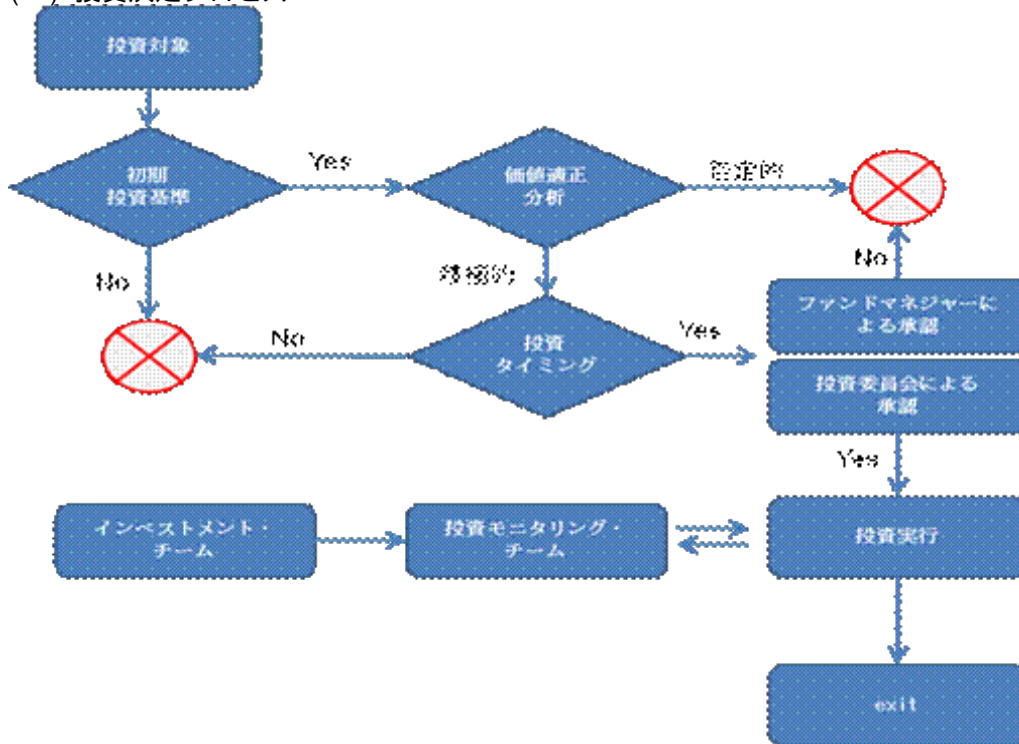 投資対象
初期
投資基準
Yes
価値適正
分析
否定的
No
積極的
No
ファンドマネジャーに
よる承認
No
投資
タイミング
Yes
投資委員会による
承認
Yes
インベストメント・
チーム
投資モニタリング・
チーム
投資実行
exit